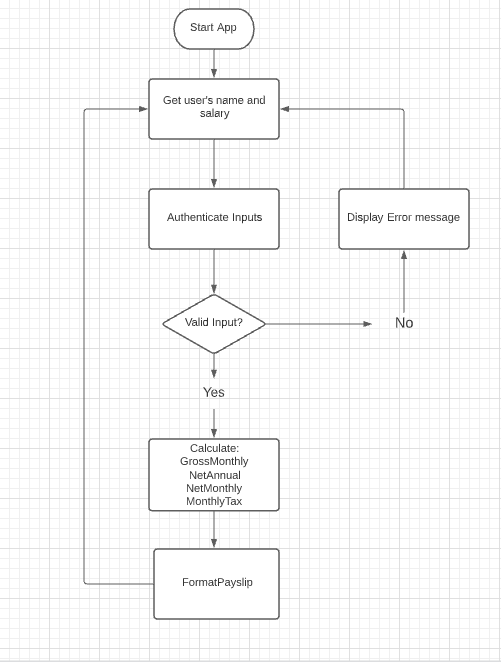 Start App
Get user's name and
salary
Authenticate Inputs
Display Error message
Valid Input?
No
Yes
Calculate:
GrossMonthly
NetAnnual
NetMonthly
MonthlyTax
FormatPayslip